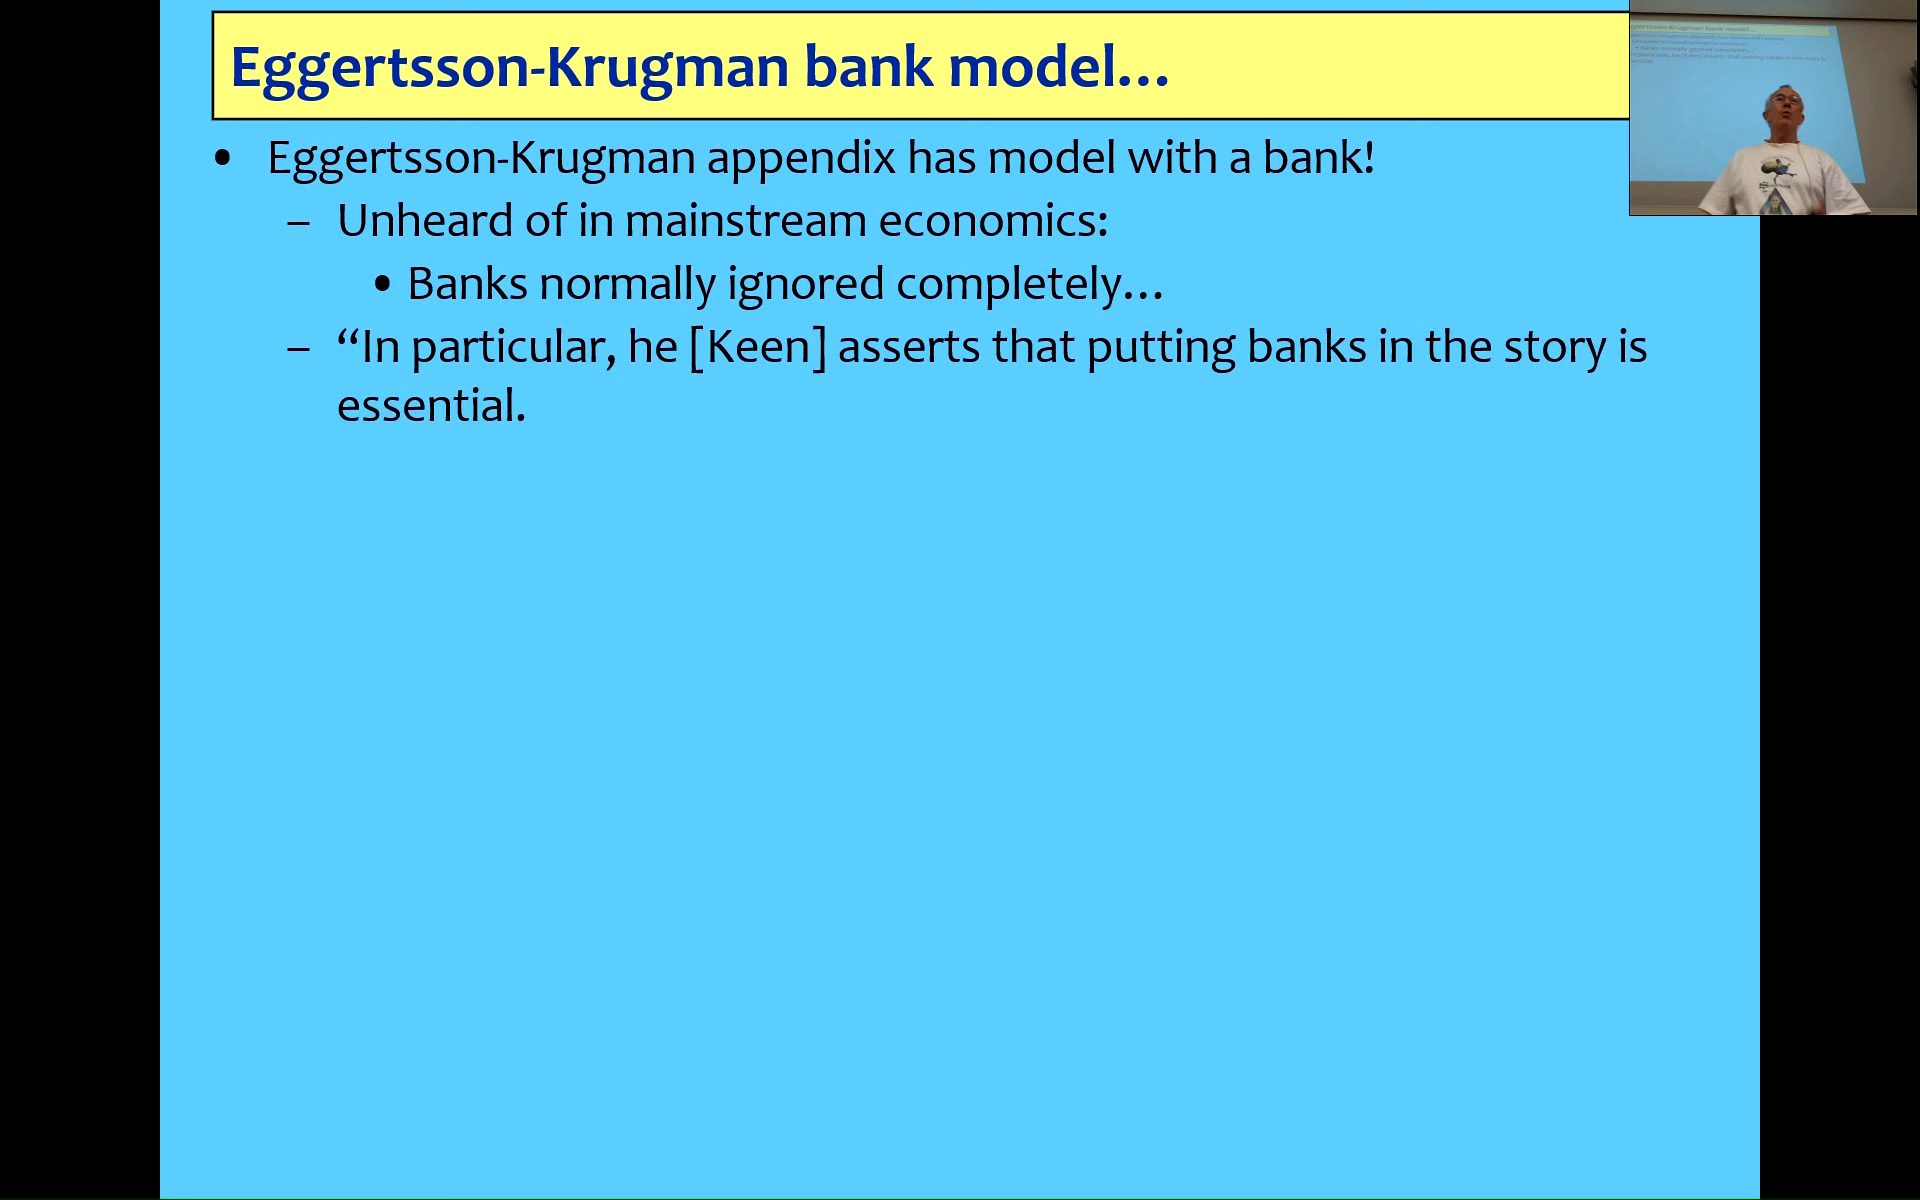 Eggertsson-Krugman bank model…
• Eggertsson-Krugman appendix has model with a bank!
– Unheard of in mainstream economics:
• Banks normally ignored completely…
– “In particular, he [Keen] asserts that putting banks in the story is
essential.